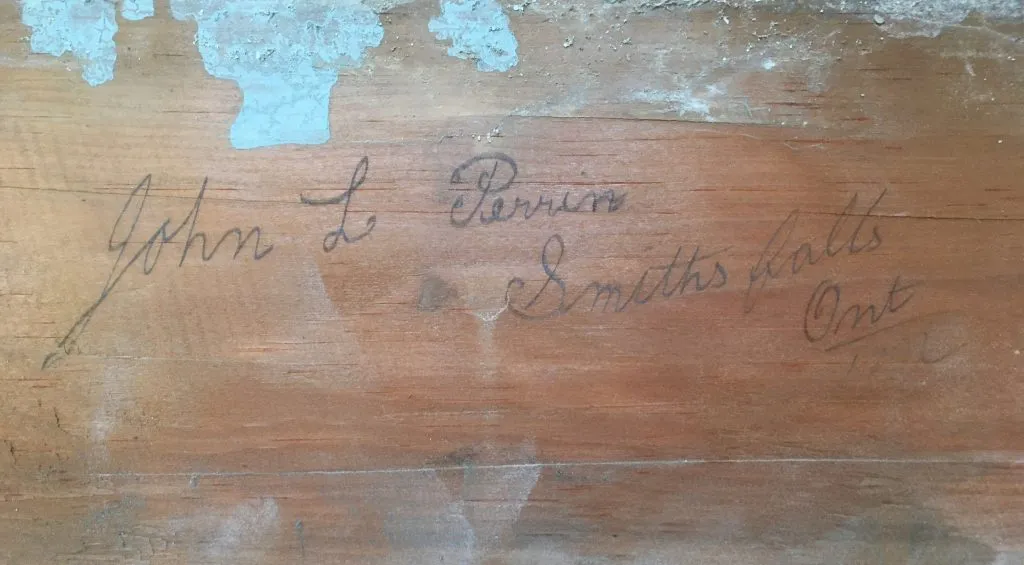 John L Perrin
Smiths falls
Ont